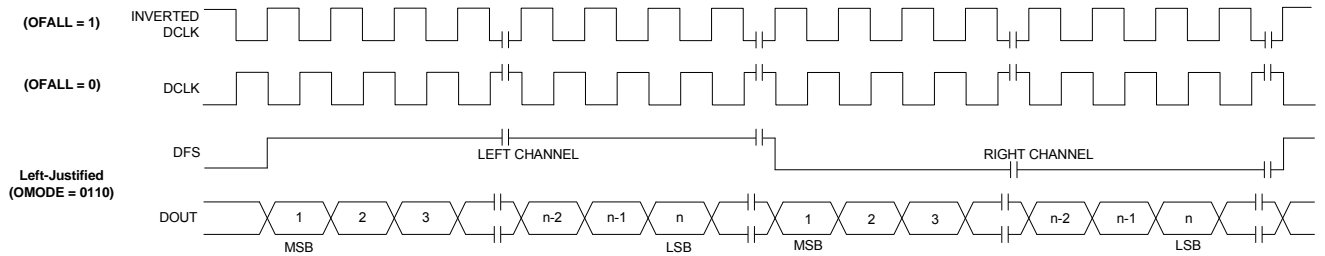 (OFALL = 1)
INVERTED
DCLK
(OFALL = 0)
DCLK
DFS
LEFT CHANNEL
RIGHT CHANNEL
Left-Justified
(OMODE = 0110)
DOUT
1 2 3 n-2 n-1 n 1 2 3 n-2 n-1 n
MSB LSB MSB LSB